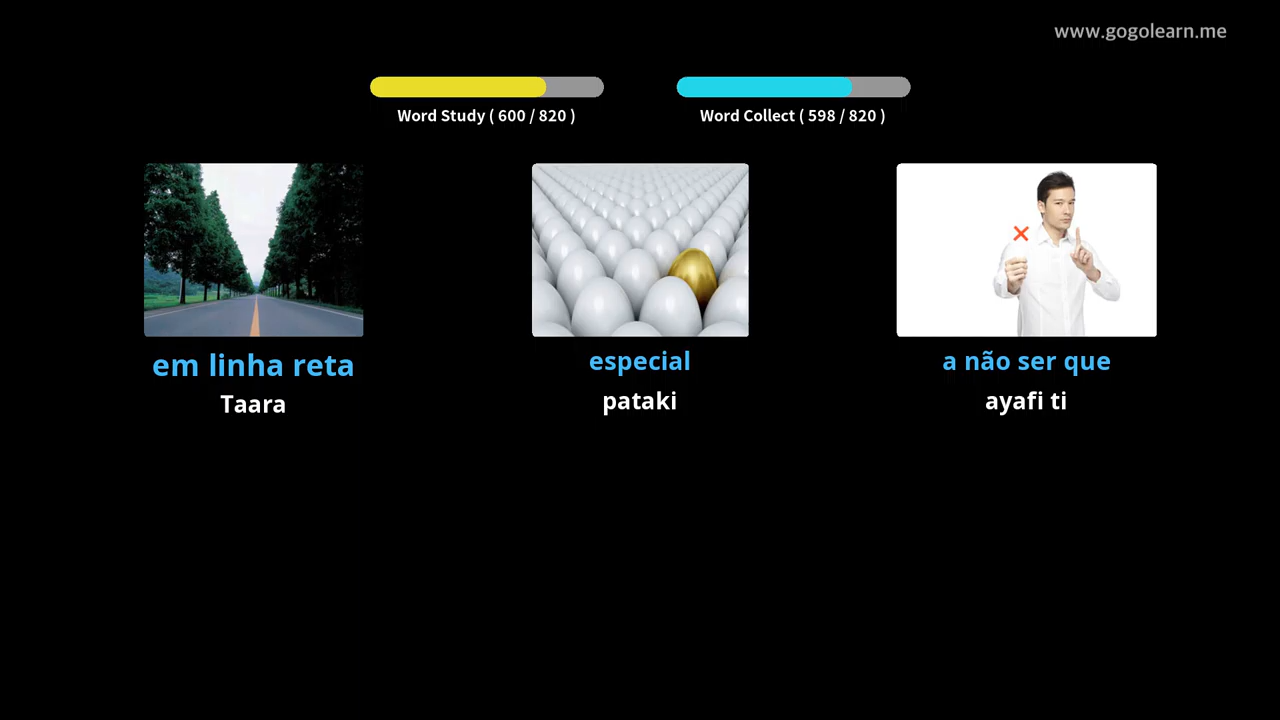 www.gogolearn.me
Word Study ( 600 / 820 )
Word Collect ( 598 / 820 )
em linha reta
Taara
especial
pataki
a não ser que
ayafi ti